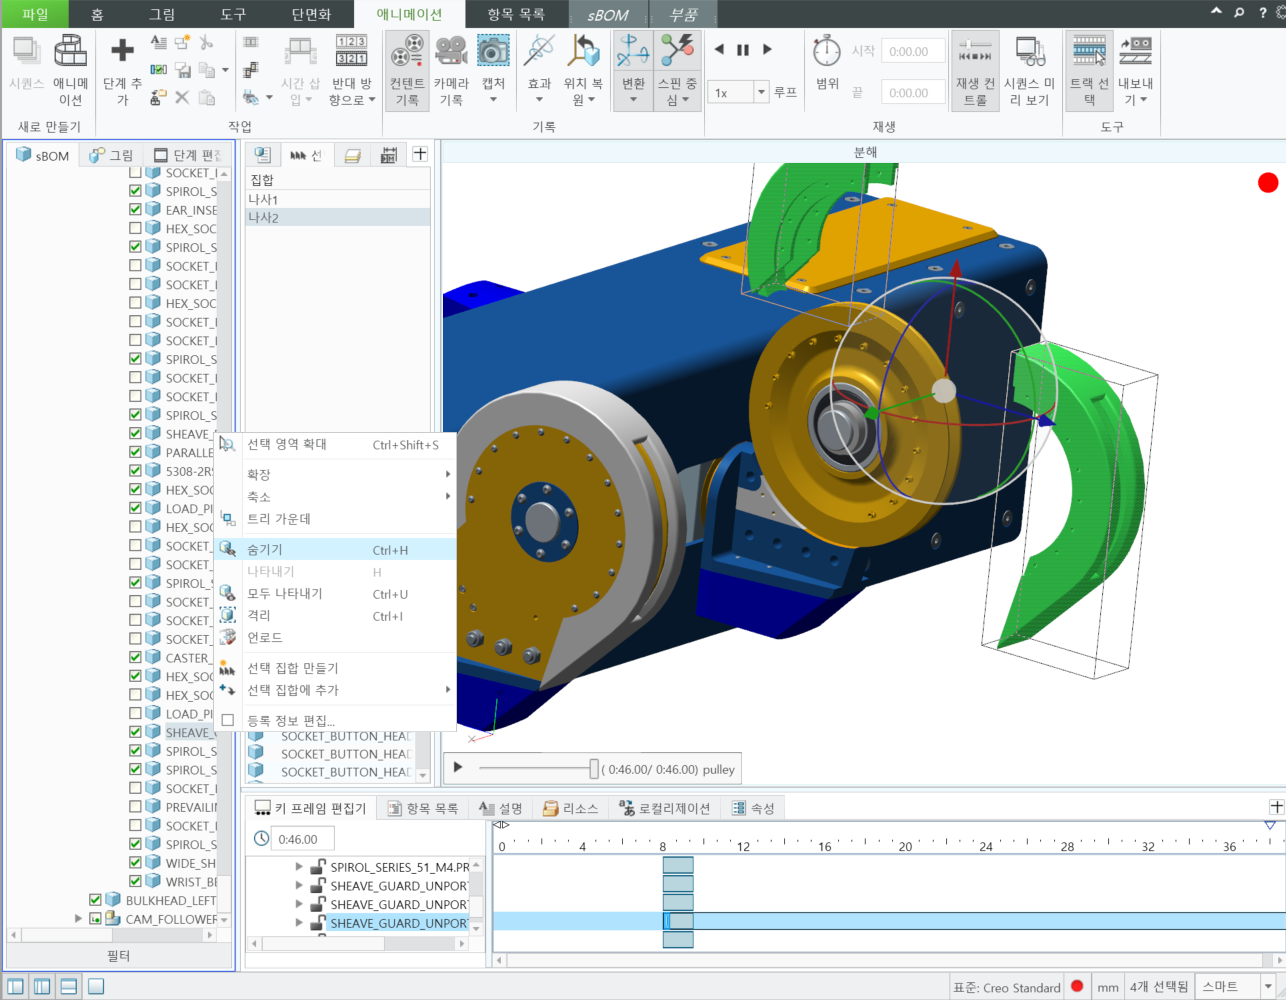 파일 홈 그림 도구 단면화 애니메이션 항목 목록 sBOM 부품
시퀀스
애니메이션
단계 추가
시간 삽입
반대 방향으로
컨텐트 기록
카메라 기록
캡처
효과
위치 복원
변환
스핀 중심
1x 루프
범위
시작 0:00.00
끝 0:00.00
재생 컨트롤
시퀀스 미리 보기
트랙 선택
내보내기
새로 만들기 작업 기록 재생 도구
sBOM 그림 단계 편집
선
분해
집합
나사1
나사2
SOCKET_
SPIROL_S
EAR_INSE
HEX_SOC
SPIROL_S
SOCKET_
SOCKET_
HEX_SOC
SOCKET_
SOCKET_
SPIROL_S
SOCKET_
SOCKET_
SPIROL_S
SHEAVE_
PARALLE
5308-2RS
HEX_SOC
LOAD_PI
HEX_SOC
SOCKET_
SOCKET_
SPIROL_S
SOCKET_
SOCKET_
SOCKET_
CASTER_
HEX_SOC
HEX_SOC
LOAD_PI
SHEAVE_
SPIROL_S
SPIROL_S
SOCKET_
PREVAILIN
SOCKET_
SPIROL_S
WIDE_SH
WRIST_BE
BULKHEAD_LEFT
CAM_FOLLOWER
필터
선택 영역 확대 Ctrl+Shift+S
확장
축소
트리 가운데
숨기기 Ctrl+H
나타내기 H
모두 나타내기 Ctrl+U
격리 Ctrl+I
언로드
선택 집합 만들기
선택 집합에 추가
등록 정보 편집...
SOCKET_BUTTON_HEAD
SOCKET_BUTTON_HEAD
SOCKET_BUTTON_HEAD
( 0:46.00/ 0:46.00) pulley
키 프레임 편집기 항목 목록 설명 리소스 로컬리제이션 속성
0:46.00
0 4 8 12 16 20 24 28 32 36
SPIROL_SERIES_51_M4.PR
SHEAVE_GUARD_UNPOR
SHEAVE_GUARD_UNPOR
SHEAVE_GUARD_UNPOR
표준: Creo Standard mm 4개 선택됨 스마트